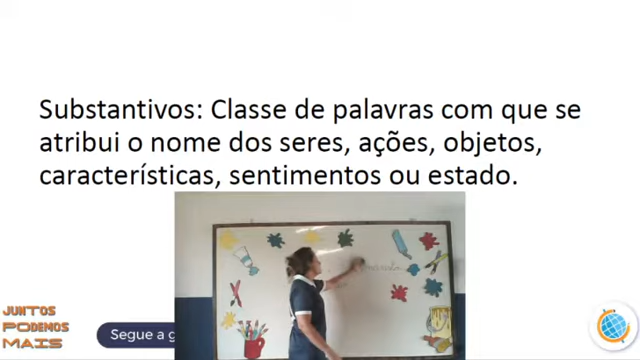 Substantivos: Classe de palavras com que se
atribui o nome dos seres, ações, objetos,
características, sentimentos ou estado.
JUNTOS
PODEMOS
MAIS
Segue a g